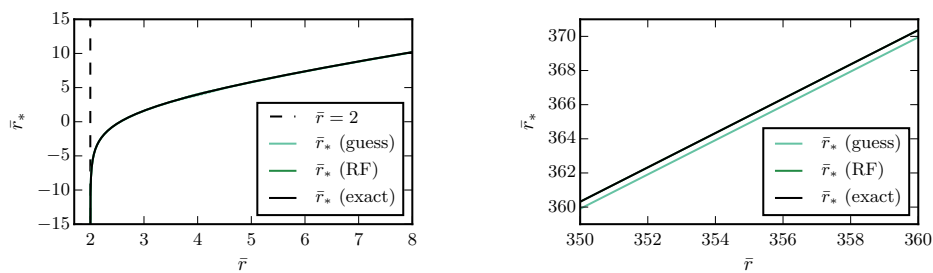 15
10
5
0
−5
−10
−15
r̄*
2 3 4 5 6 7 8
r̄
r̄ = 2
r̄* (guess)
r̄* (RF)
r̄* (exact)
370
368
366
364
362
360
r̄*
350 352 354 356 358 360
r̄
r̄* (guess)
r̄* (RF)
r̄* (exact)